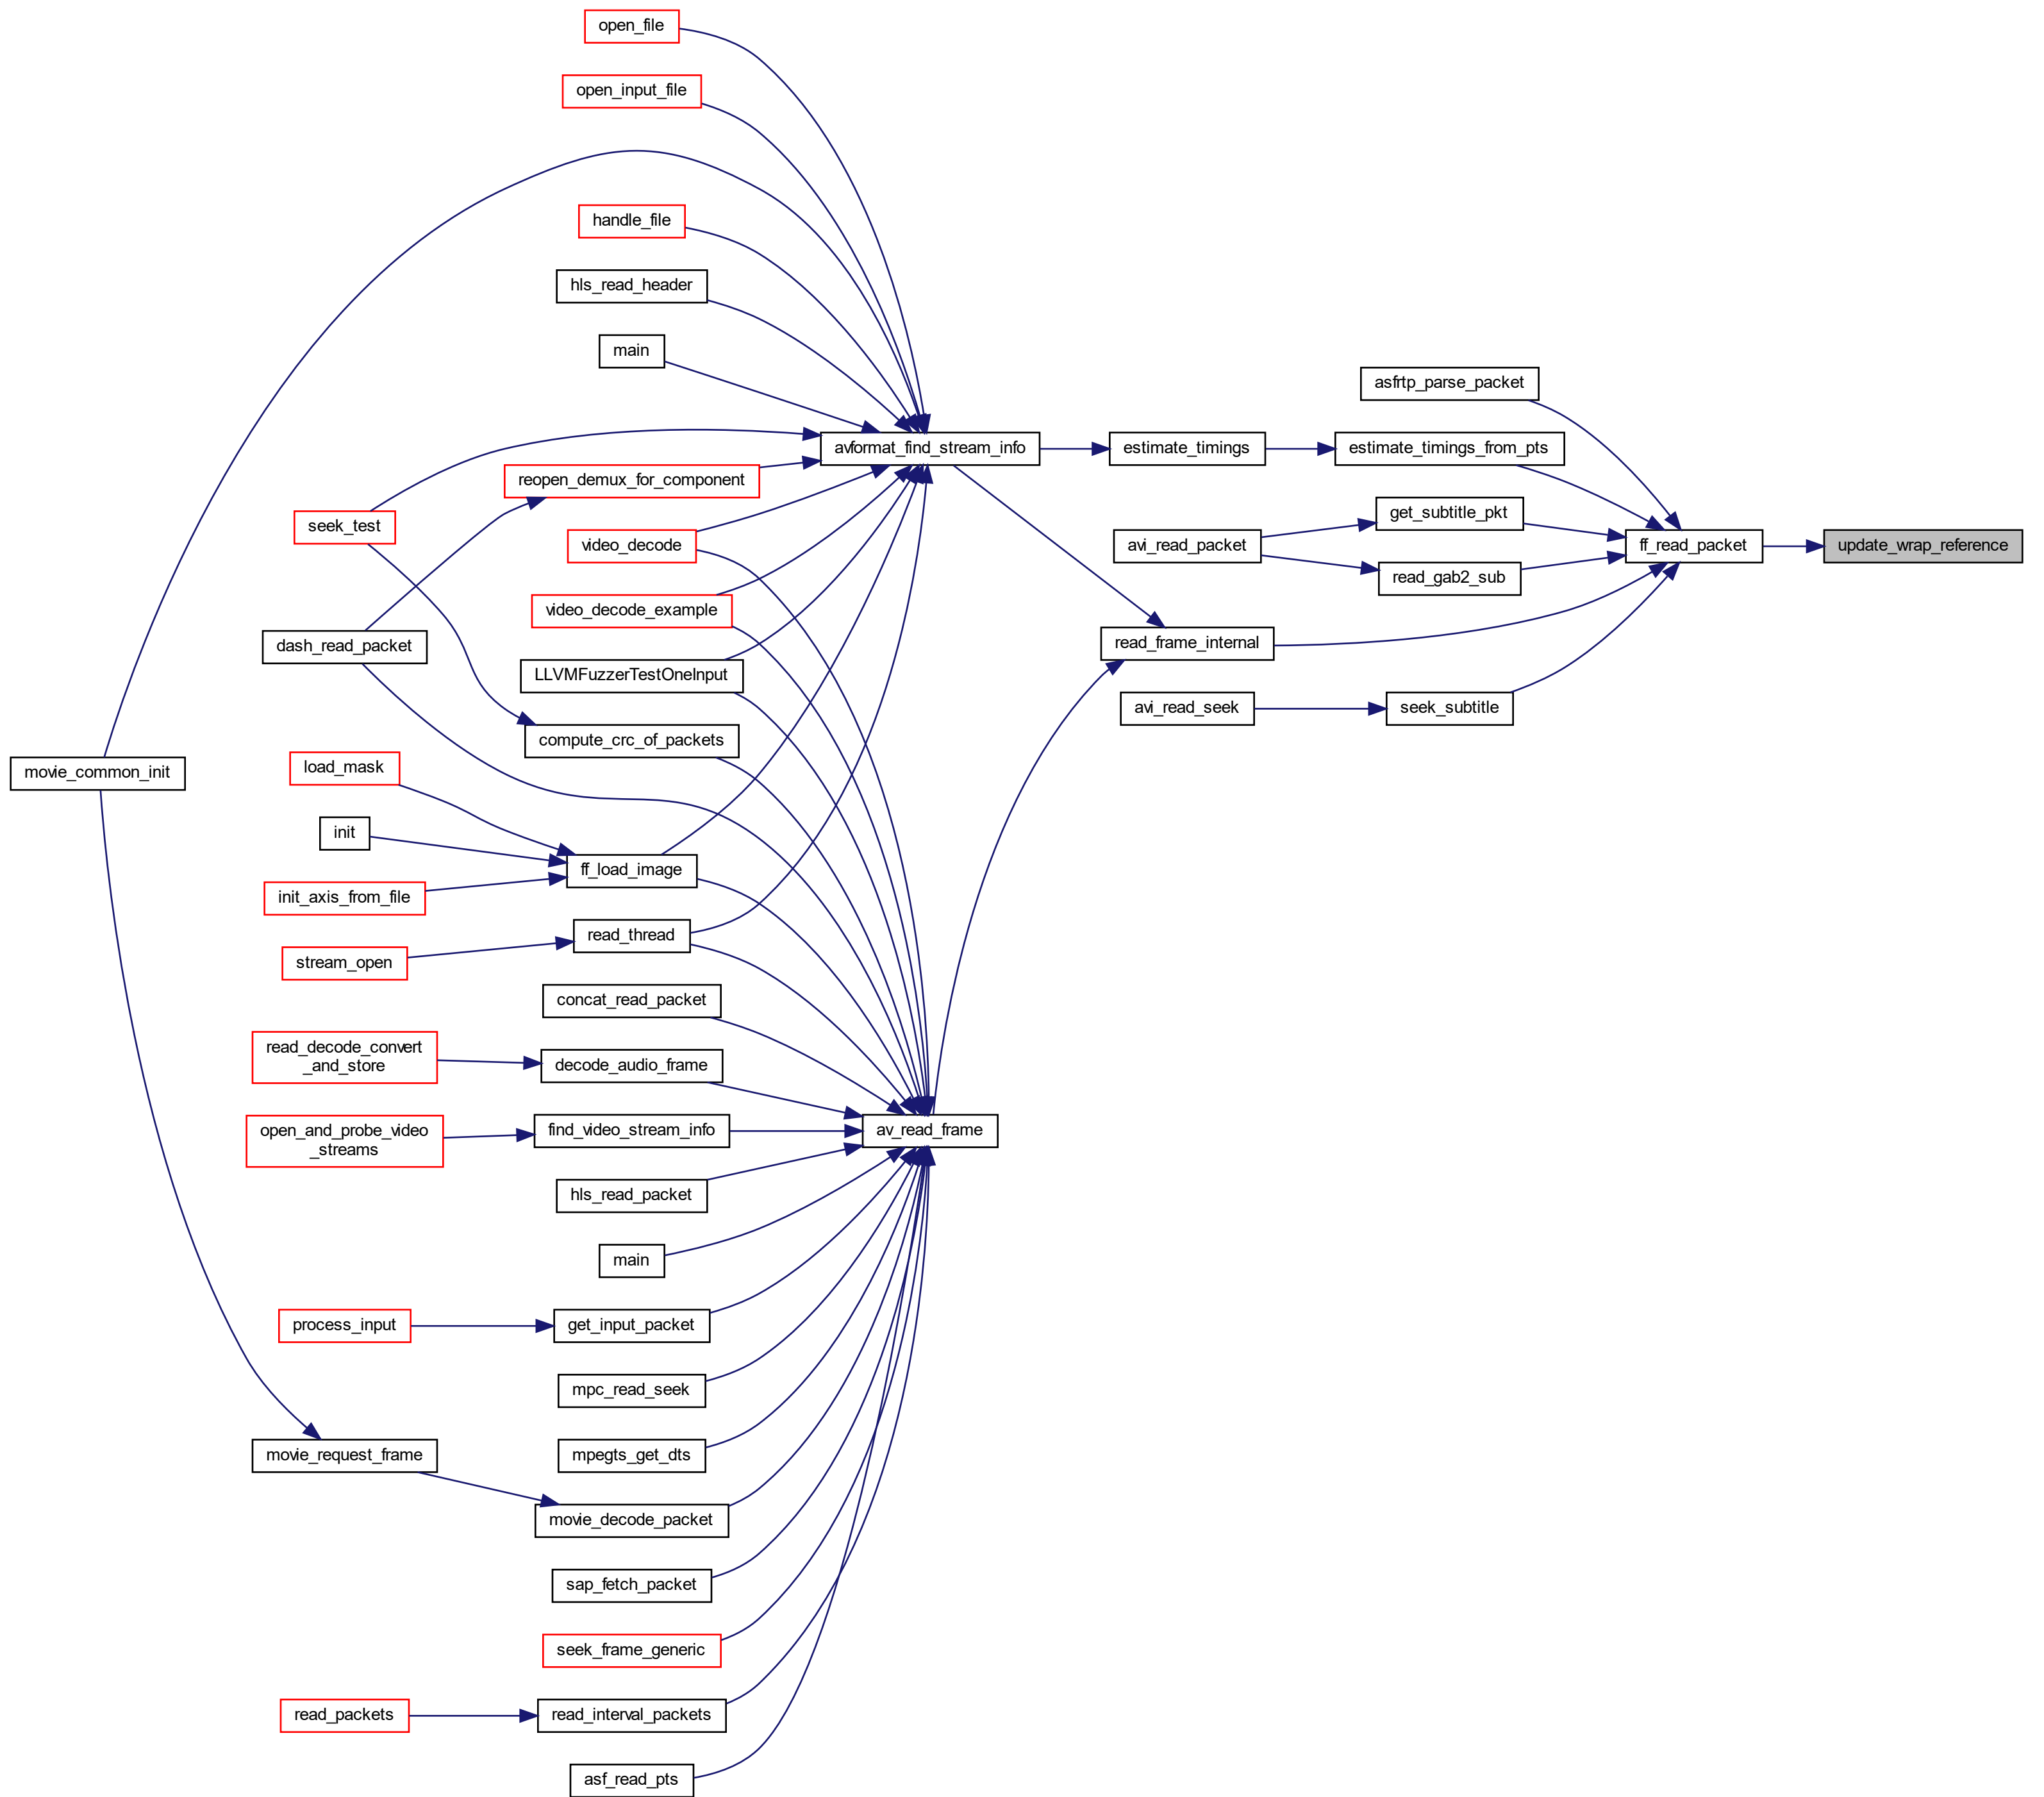 open_file
open_input_file
handle_file
hls_read_header
main
asfrtp_parse_packet
avformat_find_stream_info
estimate_timings
estimate_timings_from_pts
reopen_demux_for_component
seek_test
get_subtitle_pkt
video_decode
avi_read_packet
ff_read_packet
update_wrap_reference
read_gab2_sub
video_decode_example
dash_read_packet
read_frame_internal
LLVMFuzzerTestOneInput
avi_read_seek
seek_subtitle
compute_crc_of_packets
movie_common_init
load_mask
init
ff_load_image
init_axis_from_file
read_thread
stream_open
concat_read_packet
read_decode_convert
_and_store
decode_audio_frame
open_and_probe_video
_streams
find_video_stream_info
av_read_frame
hls_read_packet
main
process_input
get_input_packet
mpc_read_seek
movie_request_frame
mpegts_get_dts
movie_decode_packet
sap_fetch_packet
seek_frame_generic
read_packets
read_interval_packets
asf_read_pts